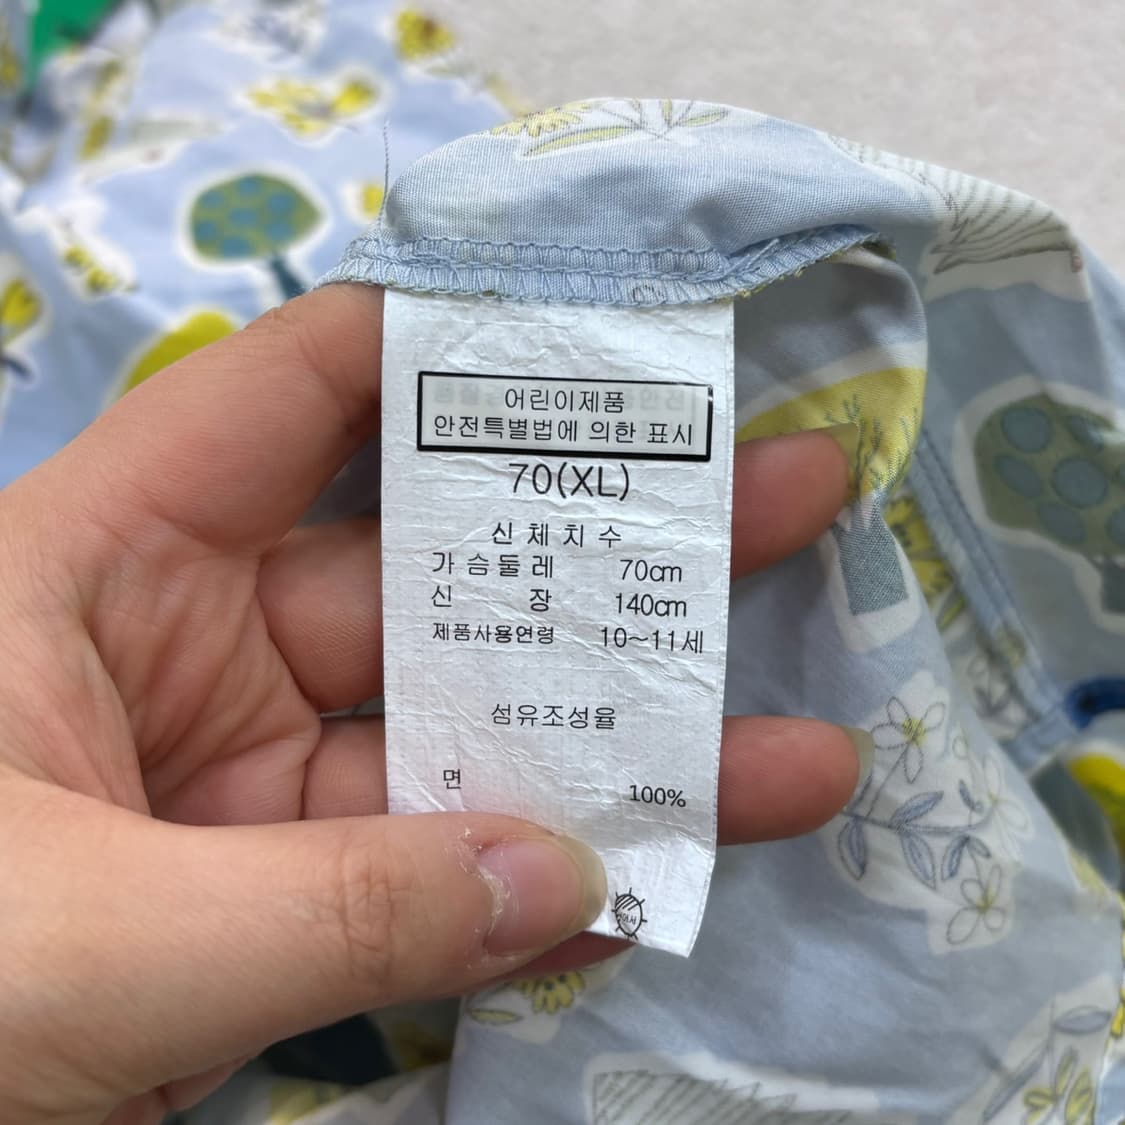 어린이제품
안전특별법에 의한 표시
70(XL)
신체치수
가슴둘레 70cm
신 장 140cm
제품사용연령 10~11세
섬유조성율
면 100%